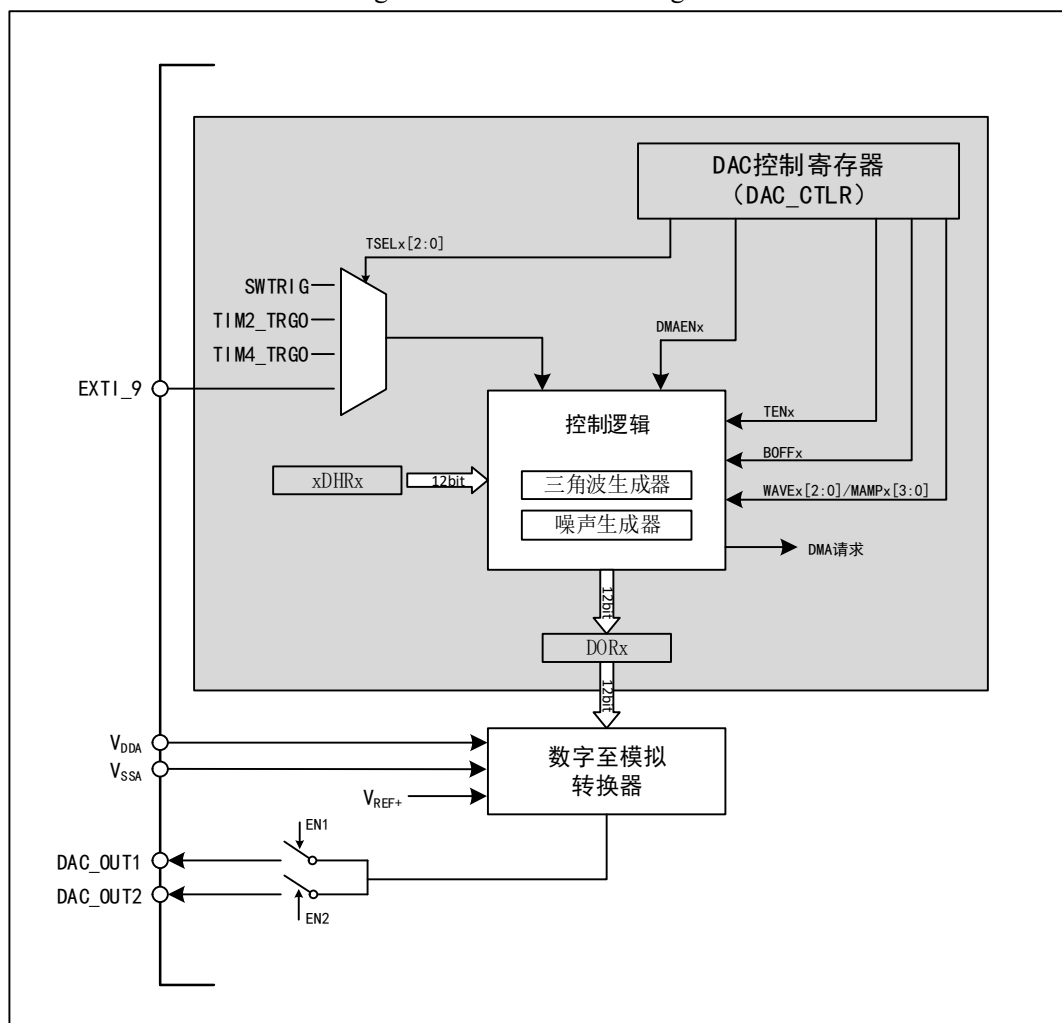 DAC控制寄存器
（DAC_CTLR）
TSELx[2:0]
SWTRIG
TIM2_TRGO
TIM4_TRGO
EXTI_9
DMAENx
控制逻辑
TENx
BOFFx
xDHRx
12bit
三角波生成器
WAVEx[2:0]/MAMPx[3:0]
噪声生成器
DMA请求
12bit
DORx
12bit
VDDA
VSSA
VREF+
数字至模拟
转换器
EN1
DAC_OUT1
DAC_OUT2
EN2